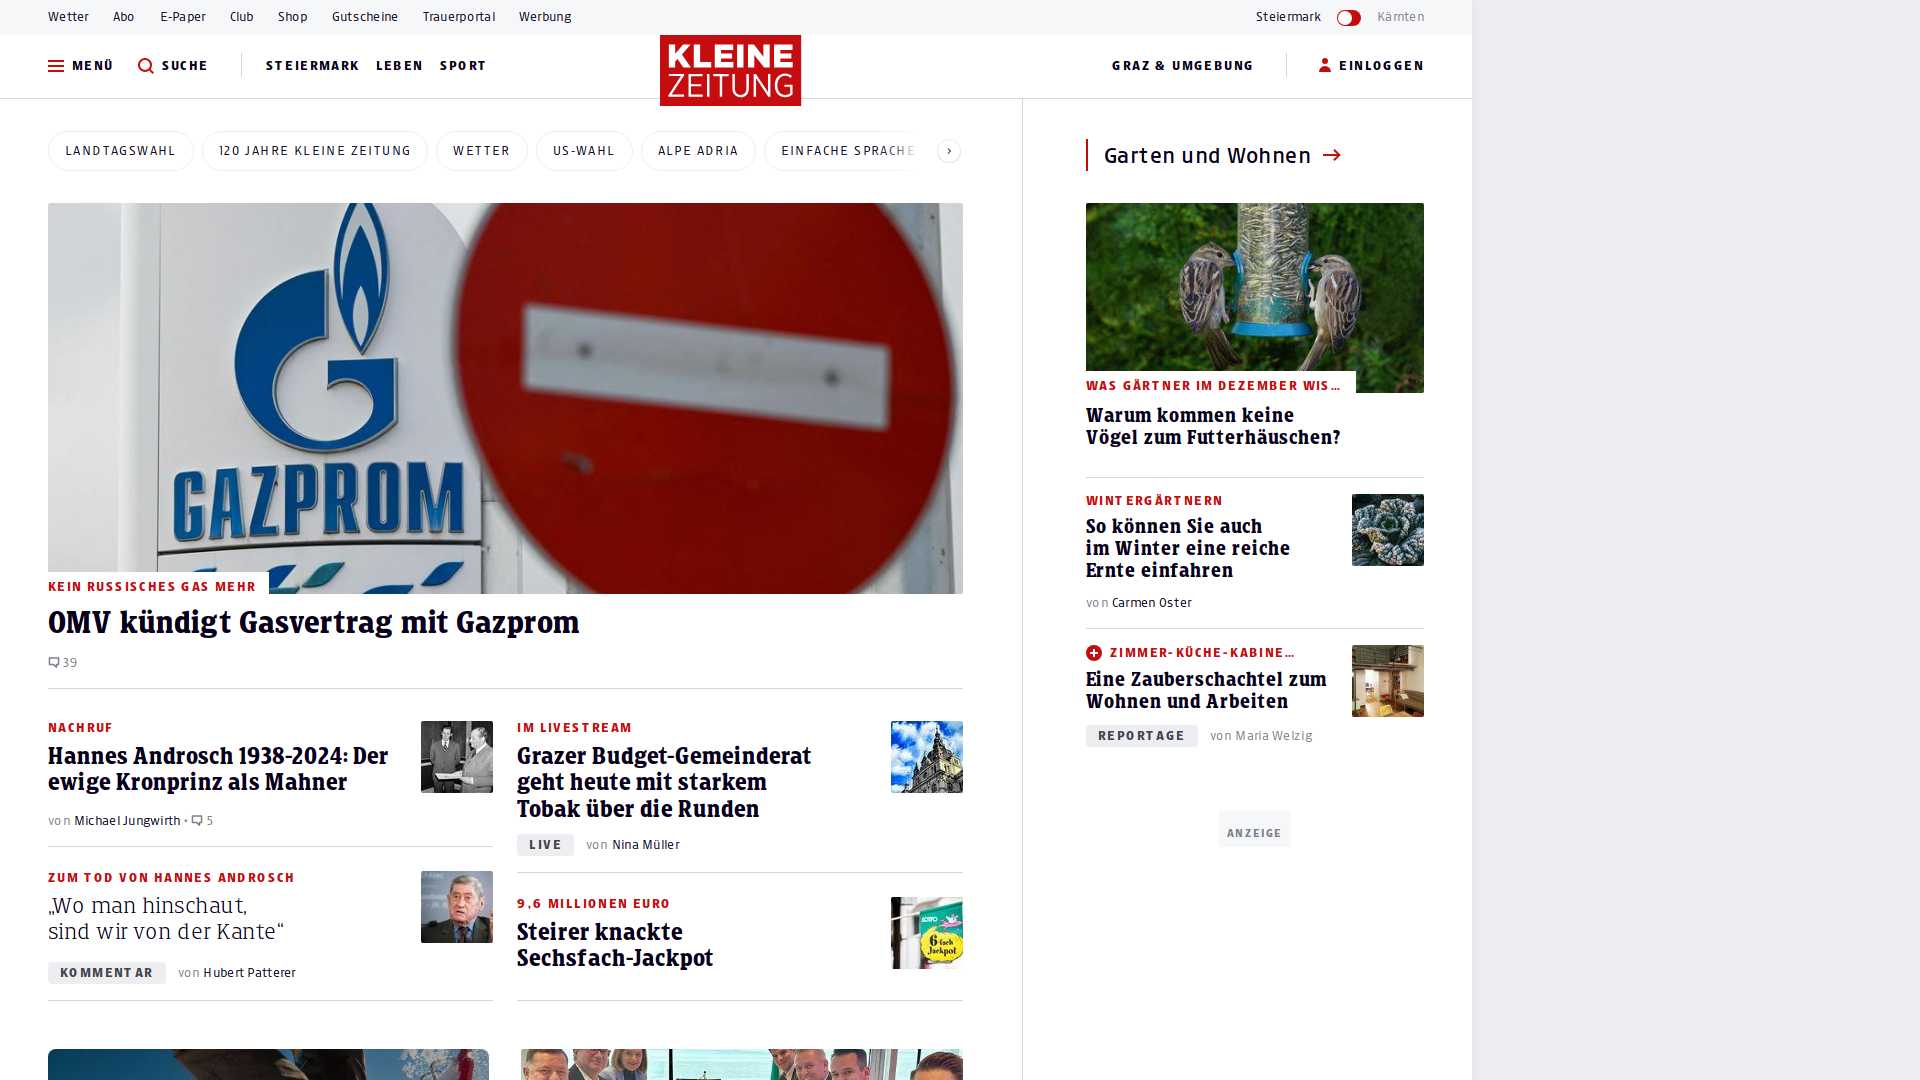 Wetter Abo E-Paper Club Shop Gutscheine Trauerportal Werbung Steiermark Kärnten
MENÜ SUCHE STEIERMARK LEBEN SPORT KLEINE ZEITUNG GRAZ & UMGEBUNG EINLOGGEN
LANDTAGSWAHL 120 JAHRE KLEINE ZEITUNG WETTER US-WAHL ALPE ADRIA EINFACHE SPRACHE
GAZPROM
KEIN RUSSISCHES GAS MEHR
OMV kündigt Gasvertrag mit Gazprom
39
NACHRUF
Hannes Androsch 1938-2024: Der
ewige Kronprinz als Mahner
von Michael Jungwirth • 5
ZUM TOD VON HANNES ANDROSCH
„Wo man hinschaut,
sind wir von der Kante“
KOMMENTAR von Hubert Patterer
IM LIVESTREAM
Grazer Budget-Gemeinderat
geht heute mit starkem
Tobak über die Runden
LIVE von Nina Müller
9,6 MILLIONEN EURO
Steirer knackte
Sechsfach-Jackpot
LOTTO
6-fach
Jackpot
Garten und Wohnen
WAS GÄRTNER IM DEZEMBER WIS…
Warum kommen keine
Vögel zum Futterhäuschen?
WINTERGÄRTNERN
So können Sie auch
im Winter eine reiche
Ernte einfahren
von Carmen Oster
ZIMMER-KÜCHE-KABINE…
Eine Zauberschachtel zum
Wohnen und Arbeiten
REPORTAGE von Maria Welzig
ANZEIGE